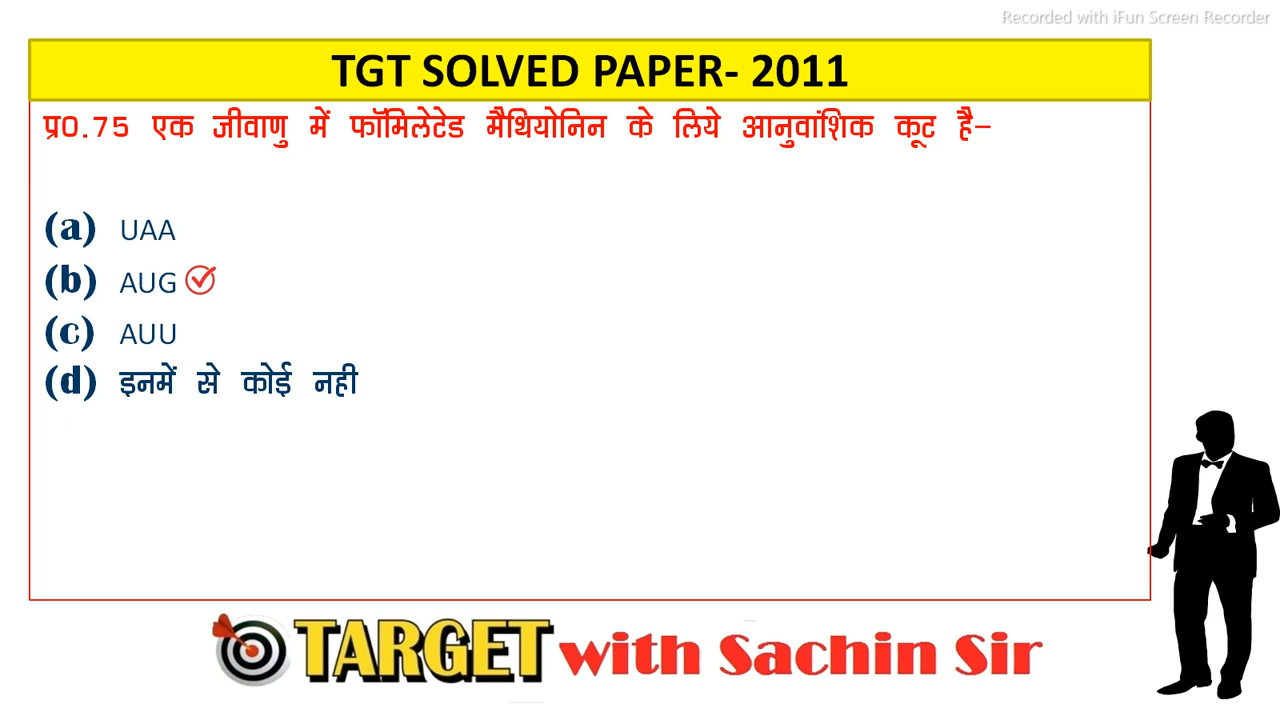 Recorded with iFun Screen Recorder
TGT SOLVED PAPER- 2011
प्र0.75 एक जीवाणु में फॉमिलेटेड मैथियोनिन के लिये आनुवांशिक कूट है–
(a) UAA
(b) AUG
(c) AUU
(d) इनमें से कोई नही
TARGET with Sachin Sir